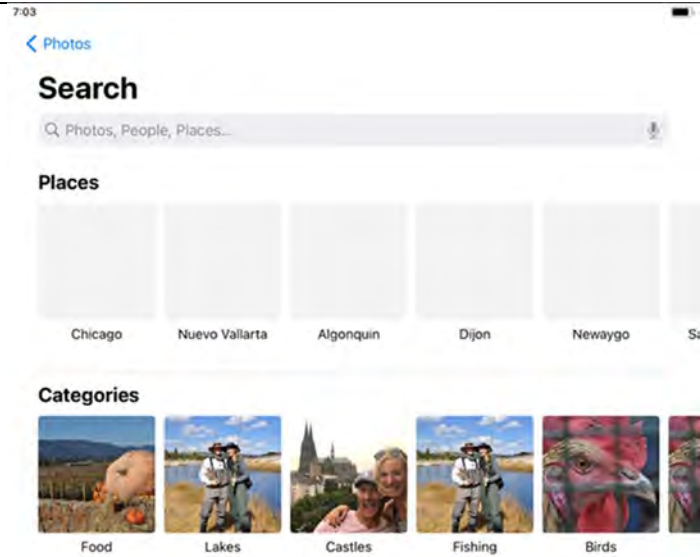 7:03
Photos
Search
Photos, People, Places...
Places
Chicago Nuevo Vallarta Algonquin Dijon Newaygo Sa
Categories
Food Lakes Castles Fishing Birds